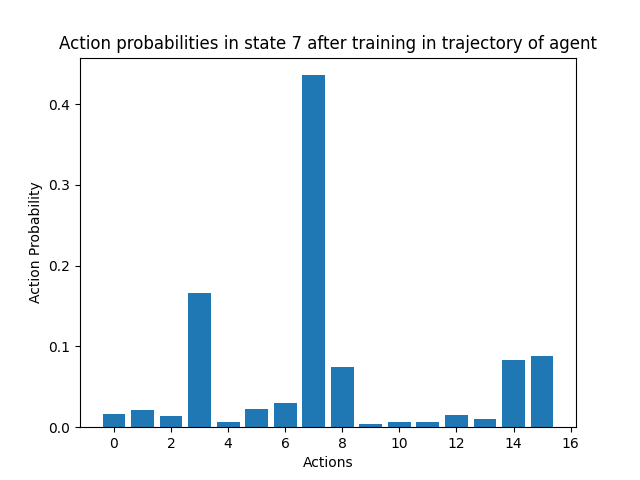 Action probabilities in state 7 after training in trajectory of agent
Action Probability
0.4
0.3
0.2
0.1
0.0
0 2 4 6 8 10 12 14 16
Actions